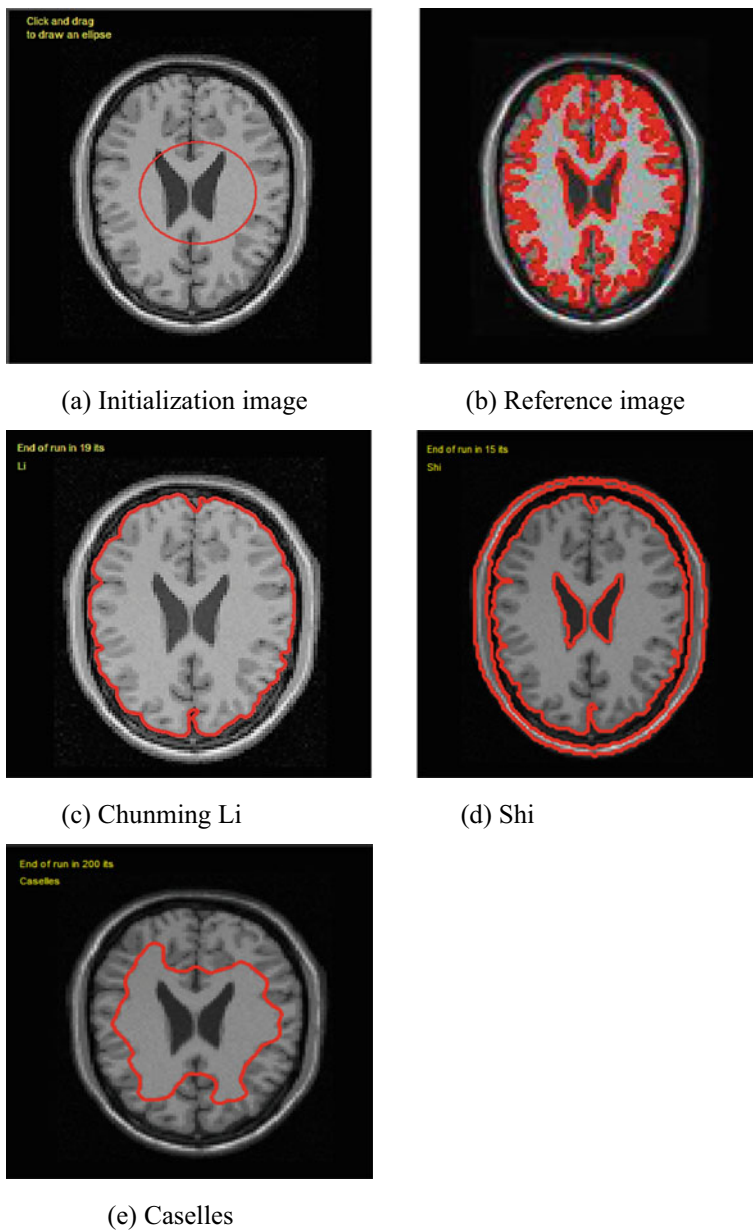 Click and drag
to draw an elipse
(a) Initialization image
(b) Reference image
End of run in 19 its
Li
End of run in 15 its
Shi
(c) Chunming Li
(d) Shi
End of run in 200 its
Caselles
(e) Caselles